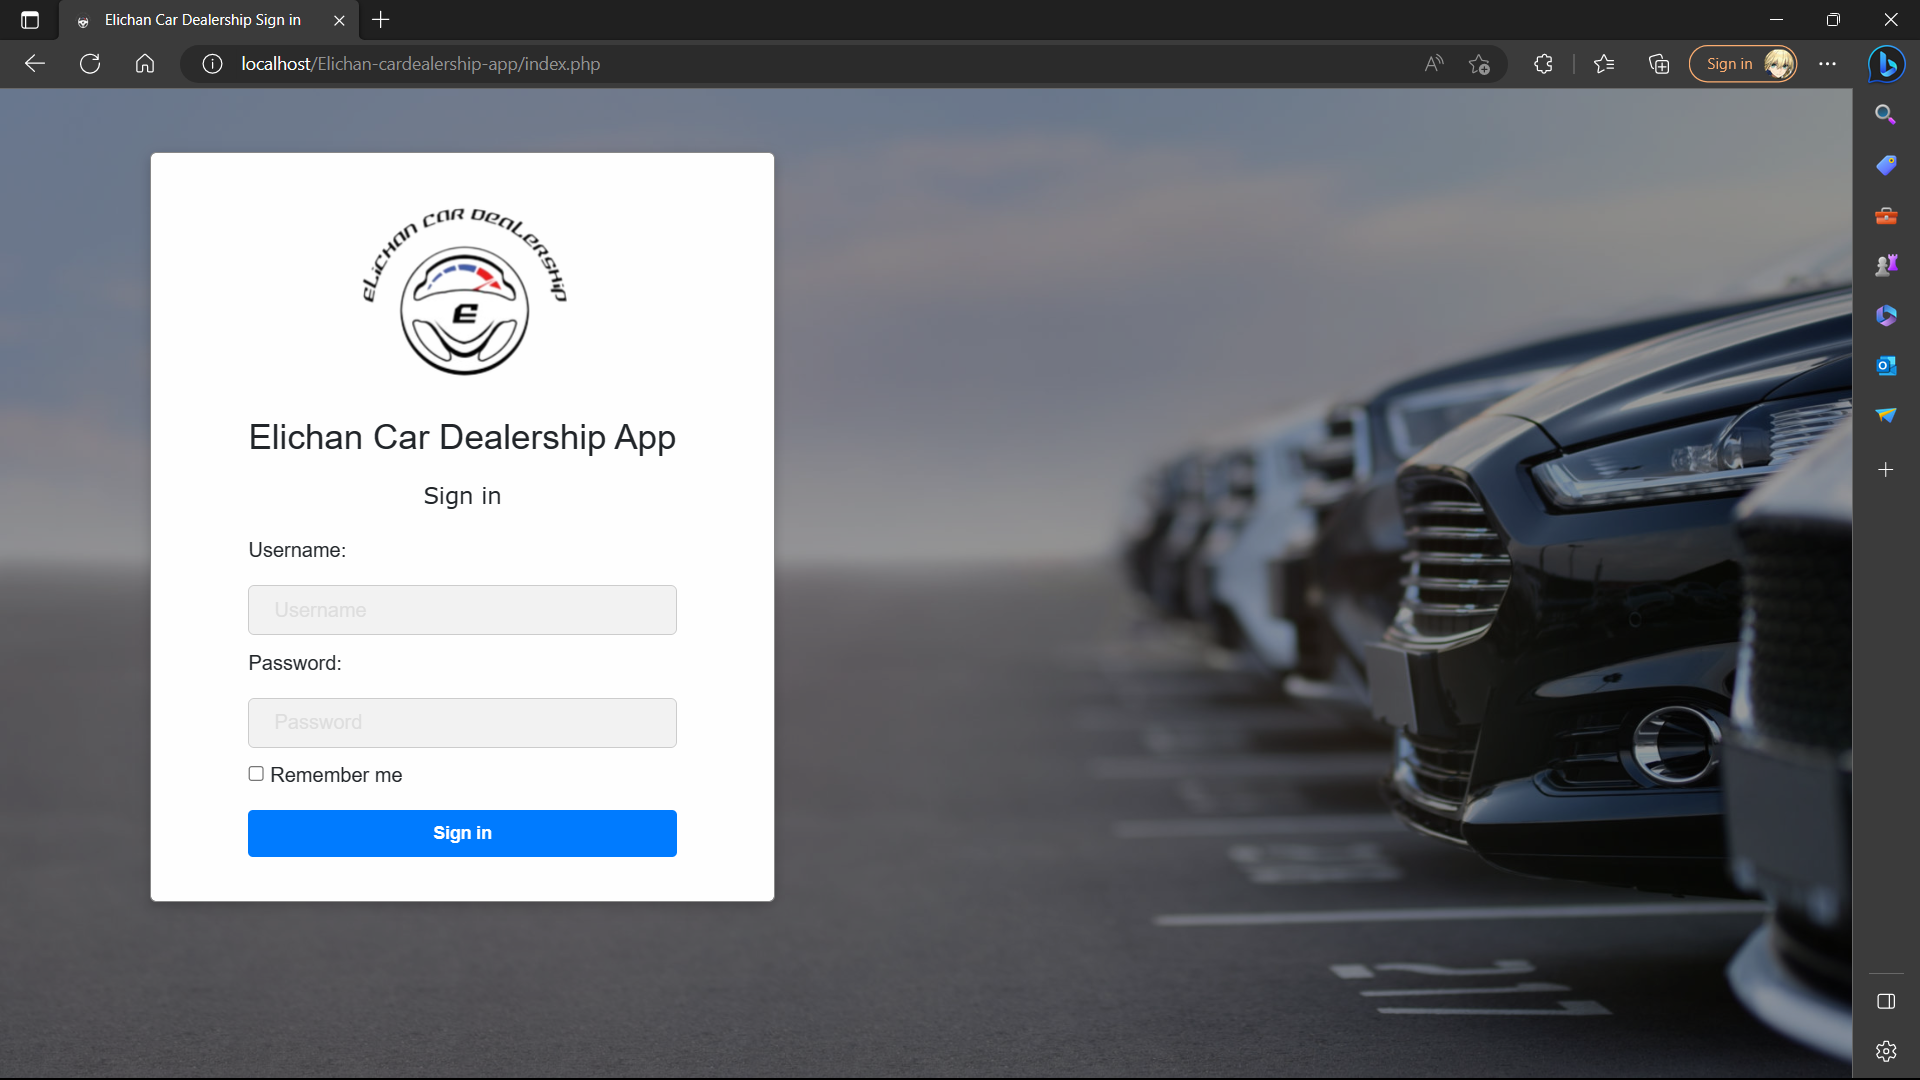 Elichan Car Dealership Sign in
localhost/Elichan-cardealership-app/index.php
Sign in
ELICHAN CAR DEALERSHIP
E
Elichan Car Dealership App
Sign in
Username:
Username
Password:
Password
Remember me
Sign in